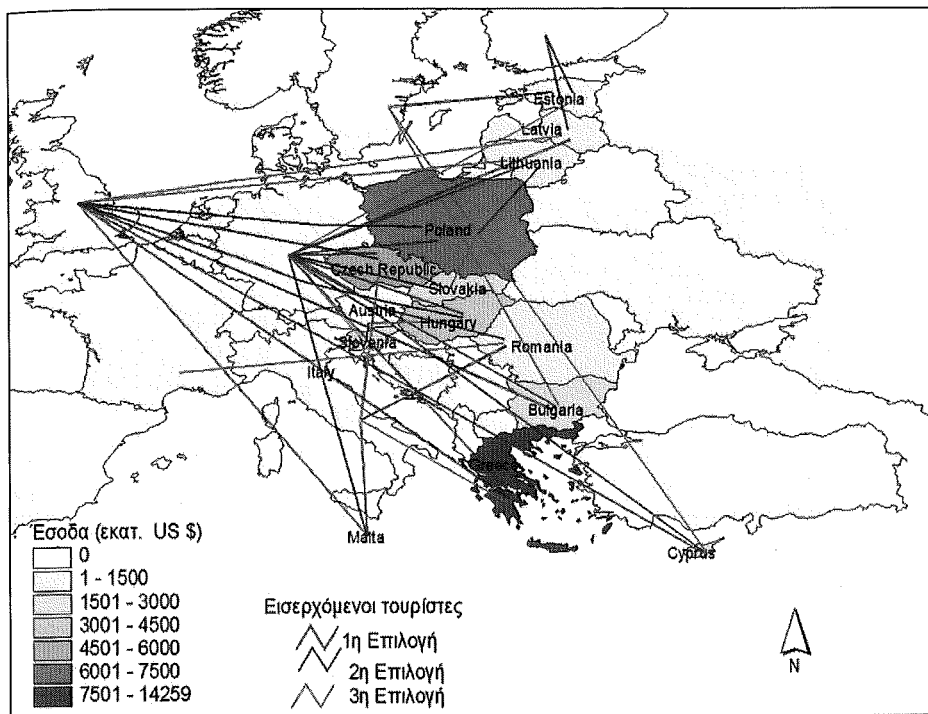 Estonia
Latvia
Lithuania
Poland
Czech Republic
Slovakia
Austria
Hungary
Slovenia
Romania
Italy
Bulgaria
Greece
Malta
Cyprus
Έσοδα (εκατ. US $)
0
1 - 1500
1501 - 3000
3001 - 4500
4501 - 6000
6001 - 7500
7501 - 14259
Εισερχόμενοι τουρίστες
1η Επιλογή
2η Επιλογή
3η Επιλογή
N